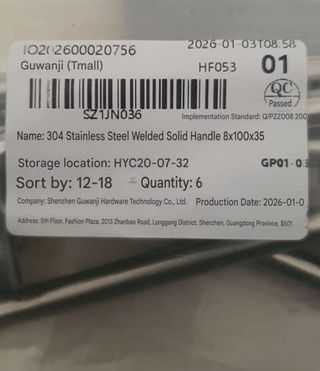 IO202600020756 2026-01-03T08:58
Guwanji (Tmall) HF053 01
QC
Passed
SZ1JN036
Implementation Standard: Q/PZZ008 200
Name: 304 Stainless Steel Welded Solid Handle 8x100x35
Storage location: HYC20-07-32 GP01-03
Sort by: 12-18 Quantity: 6
Company: Shenzhen Guwanji Hardware Technology Co., Ltd. Production Date: 2026-01-0
Address: 5th Floor, Fashion Plaza, 2013 Zhanbao Road, Longgang District, Shenzhen, Guangdong Province, $501